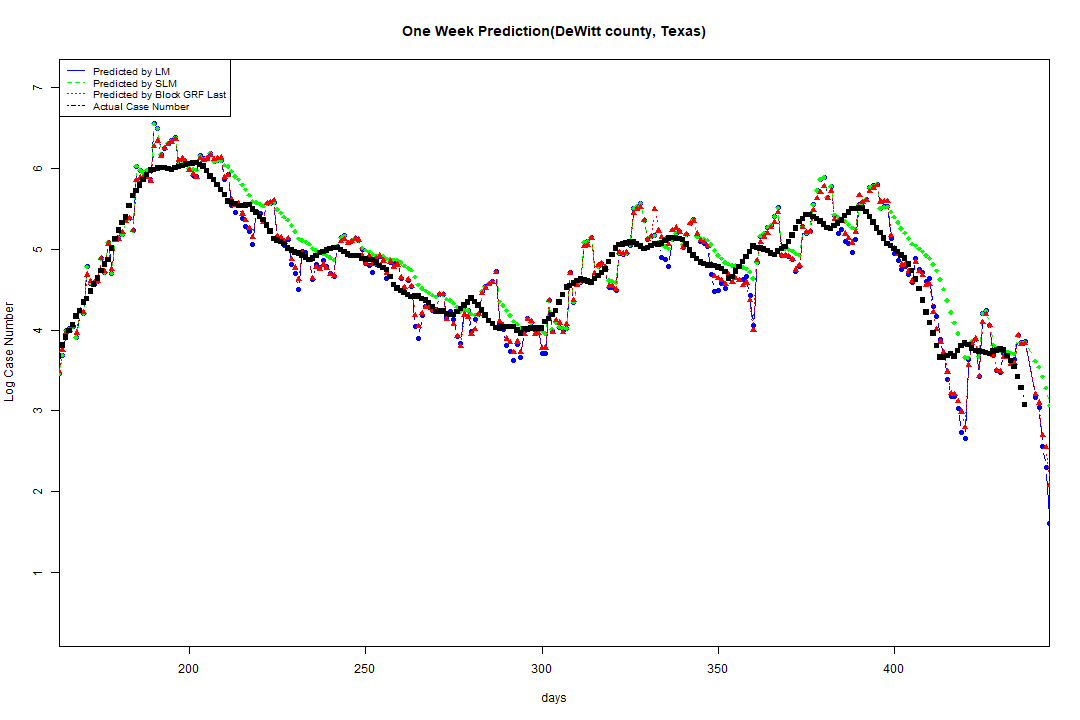 One Week Prediction(DeWitt county, Texas)
Predicted by LM
Predicted by SLM
Predicted by Block GRF Last
Actual Case Number
7
6
5
4
3
2
1
Log Case Number
200
250
300
350
400
days